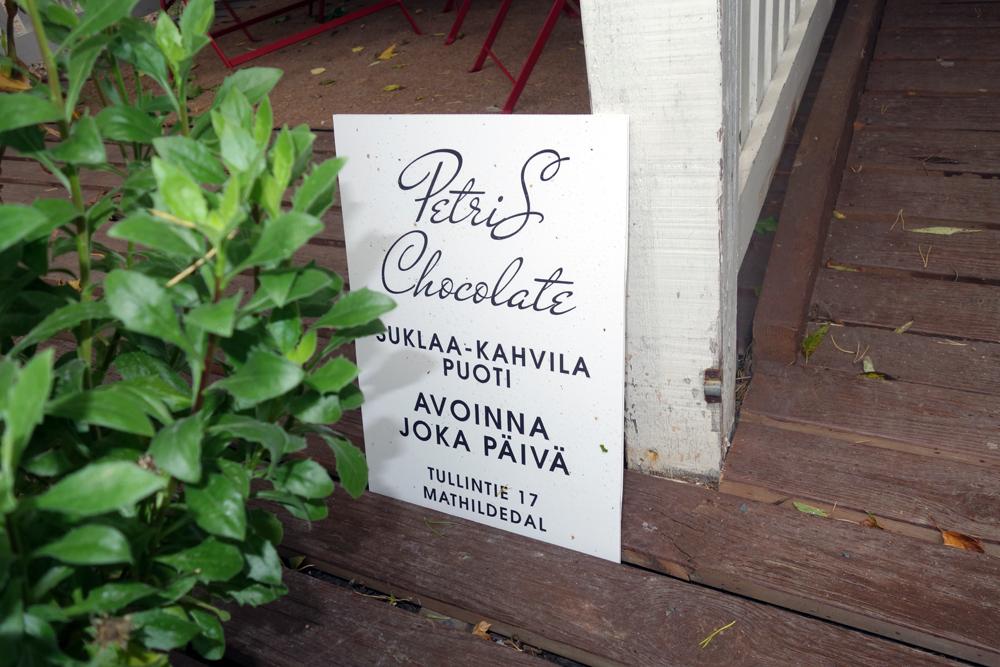 PetriS
Chocolate
SUKLAA-KAHVILA
PUOTI
AVOINNA
JOKA PÄIVÄ
TULLINTIE 17
MATHILDEDAL